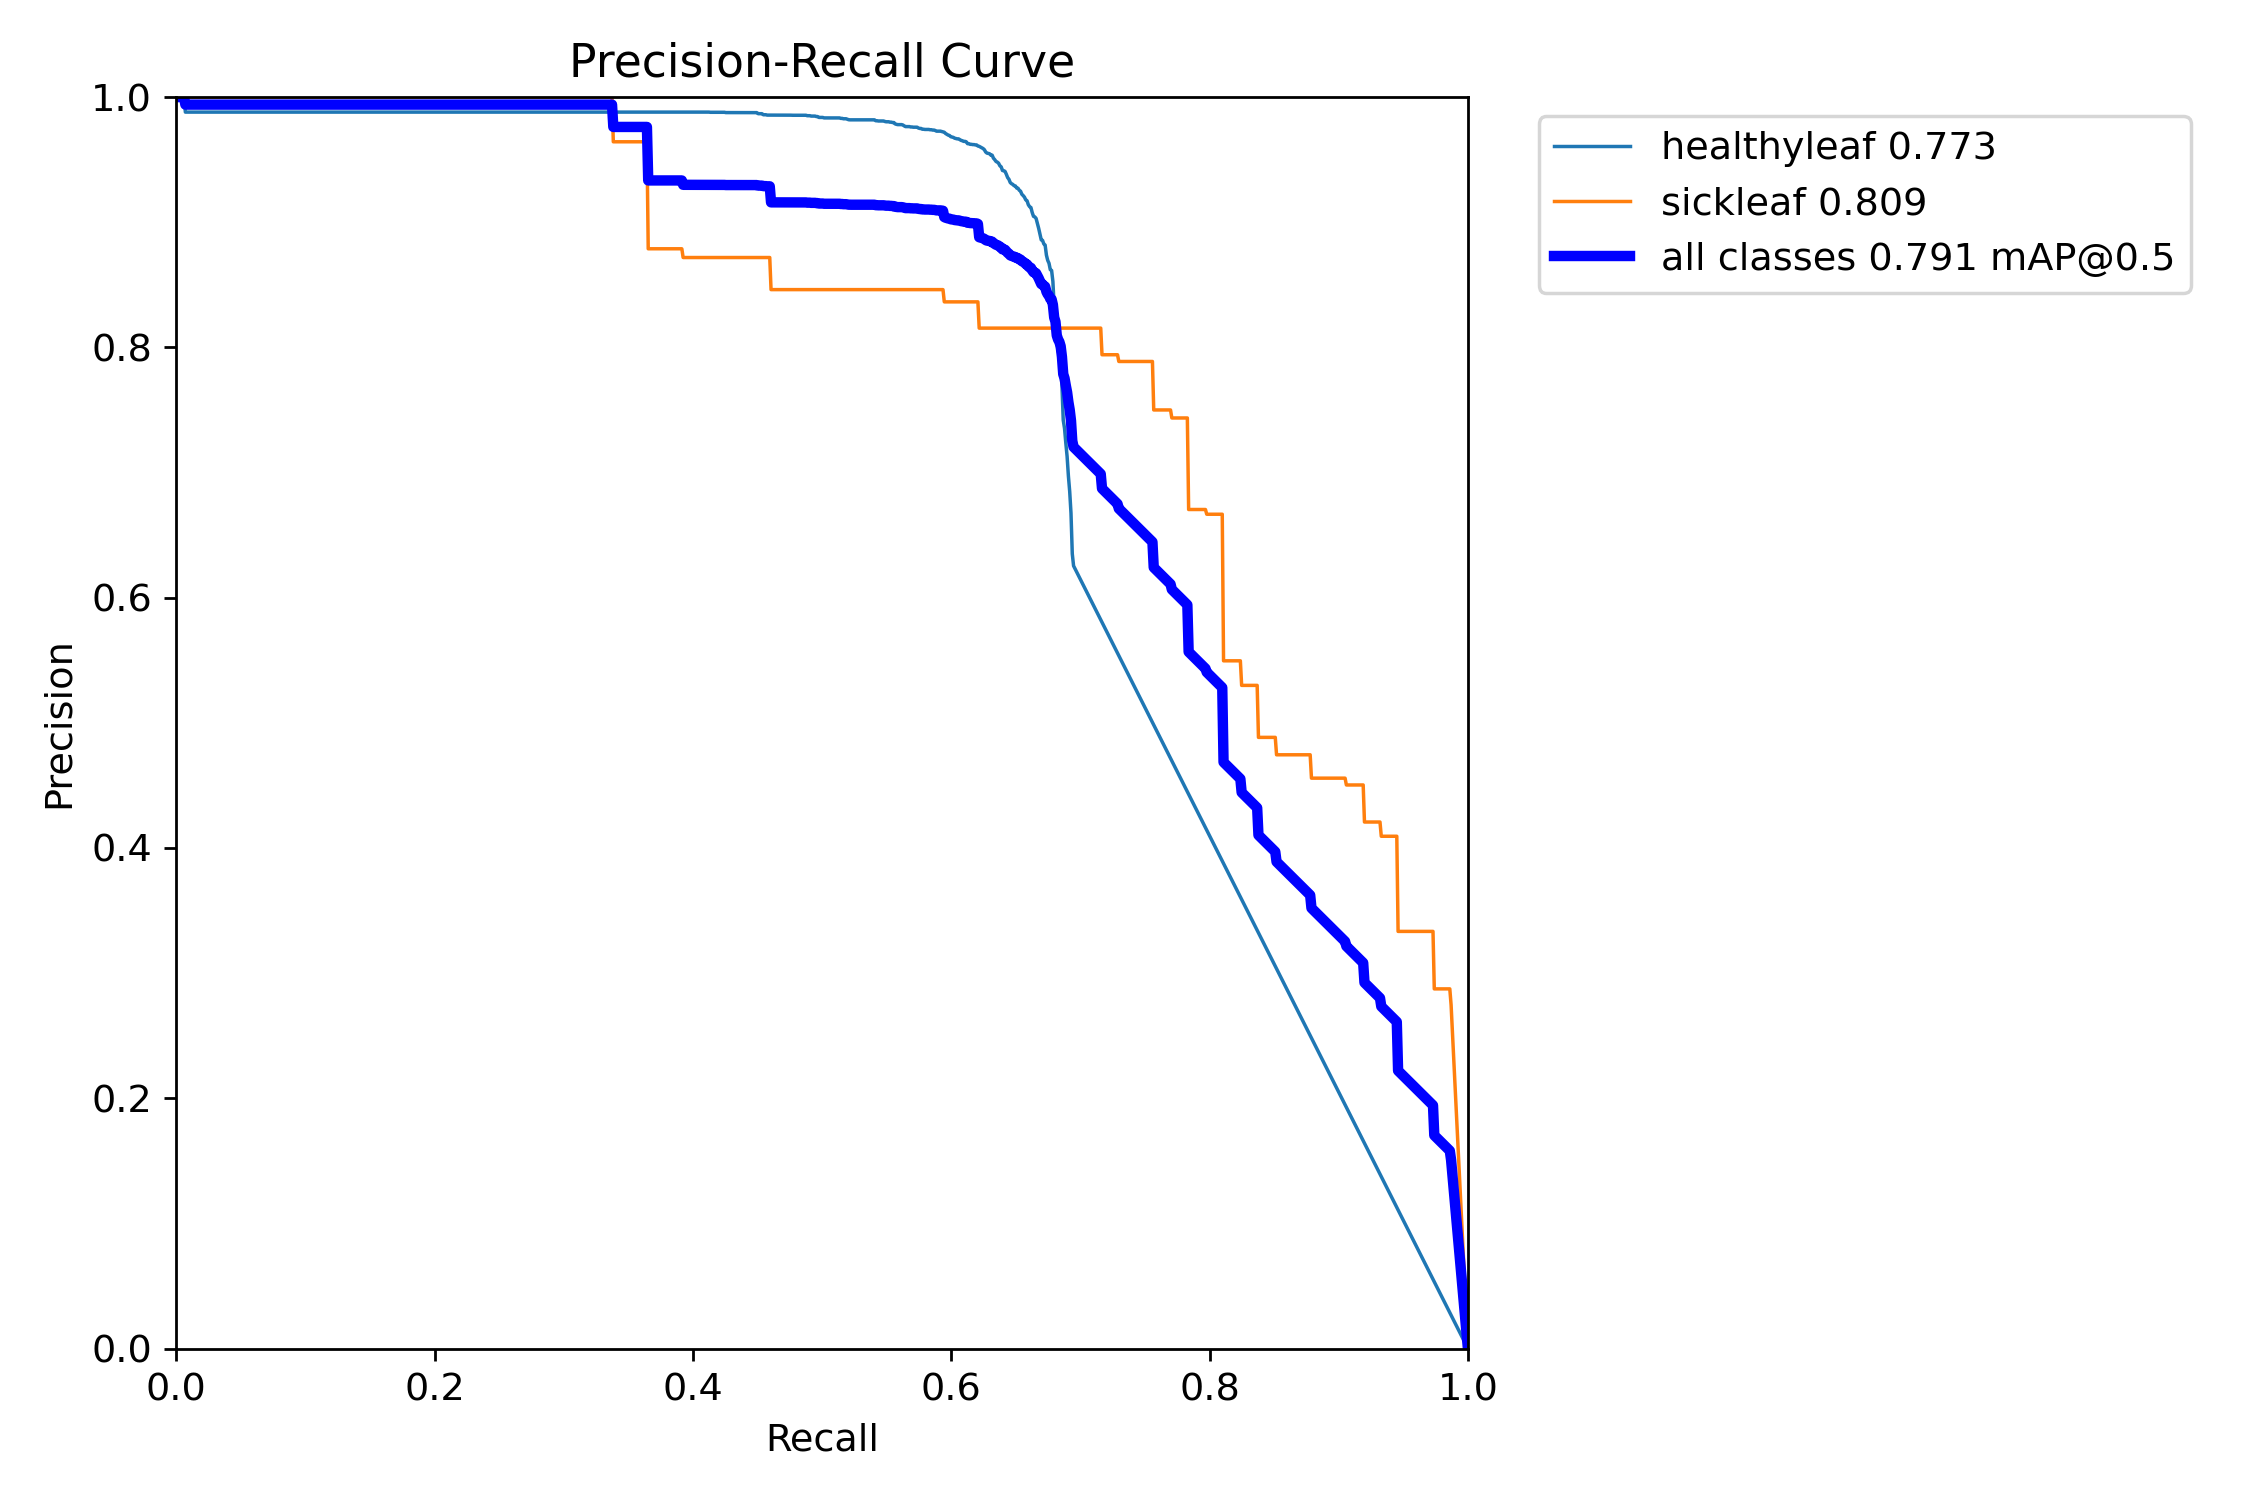 Precision-Recall Curve
1.0
0.8
0.6
0.4
0.2
0.0
Precision
0.0 0.2 0.4 0.6 0.8 1.0
Recall
healthyleaf 0.773
sickleaf 0.809
all classes 0.791 mAP@0.5